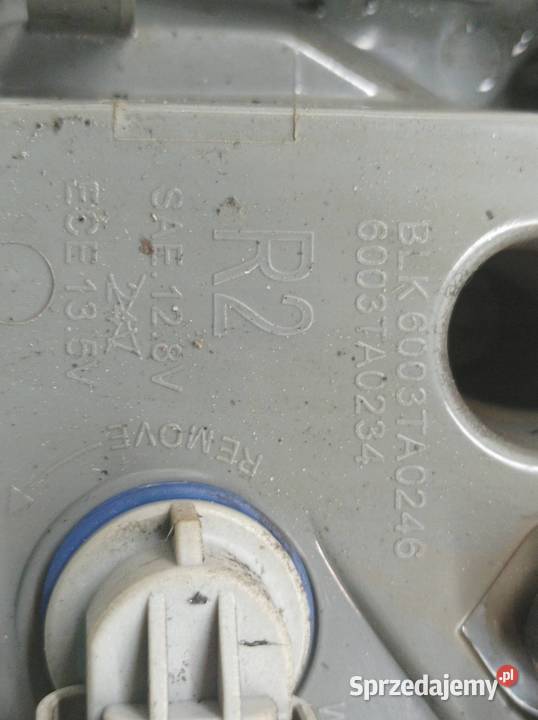 BLK 6003TA0246
6003TA0234
R2
SAE.12.8V
ECE 13.5V
REMOVE
Sprzedajemy.pl